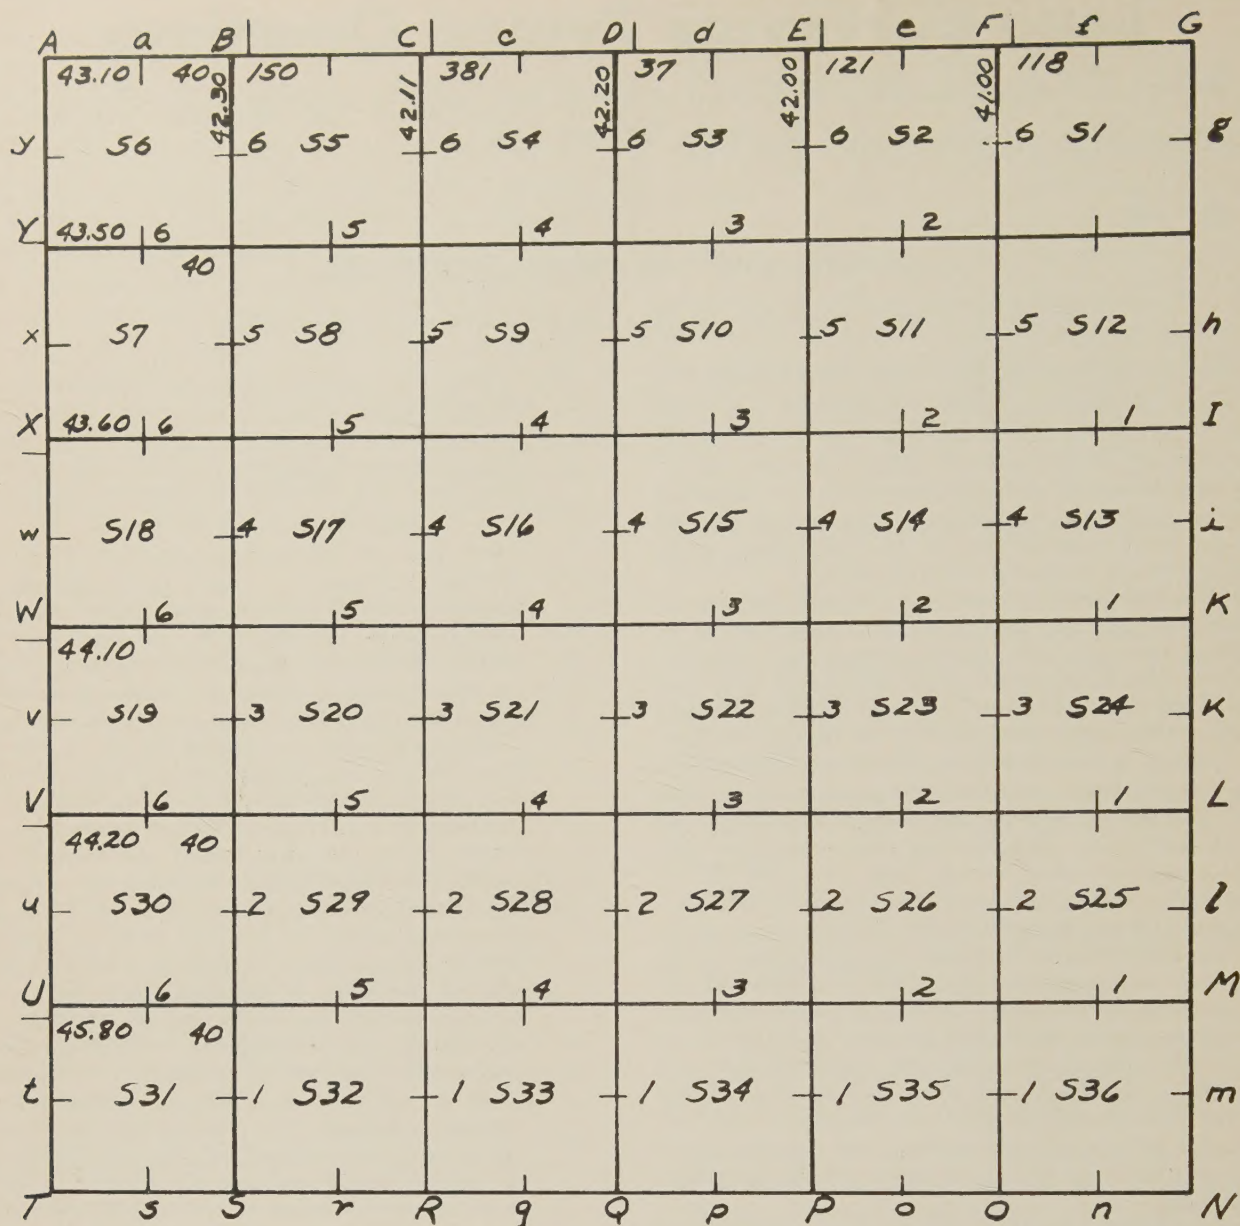 A a B C c D d E e F f G
43.10 40 150 381 37 121 118
42.30 42.11 42.20 42.00 41.00
y S6 6 S5 6 S4 6 S3 6 S2 6 S1 g
Y 43.50 6 5 4 3 2
40
x S7 5 S8 5 S9 5 S10 5 S11 5 S12 h
X 43.60 6 5 4 3 2 1 I
w S18 4 S17 4 S16 4 S15 4 S14 4 S13 i
W 6 5 4 3 2 1 K
44.10
v S19 3 S20 3 S21 3 S22 3 S23 3 S24 K
V 6 5 4 3 2 1 L
44.20 40
u S30 2 S29 2 S28 2 S27 2 S26 2 S25 l
U 6 5 4 3 2 1 M
45.80 40
t S31 1 S32 1 S33 1 S34 1 S35 1 S36 m
T s S r R q Q p P o O n N